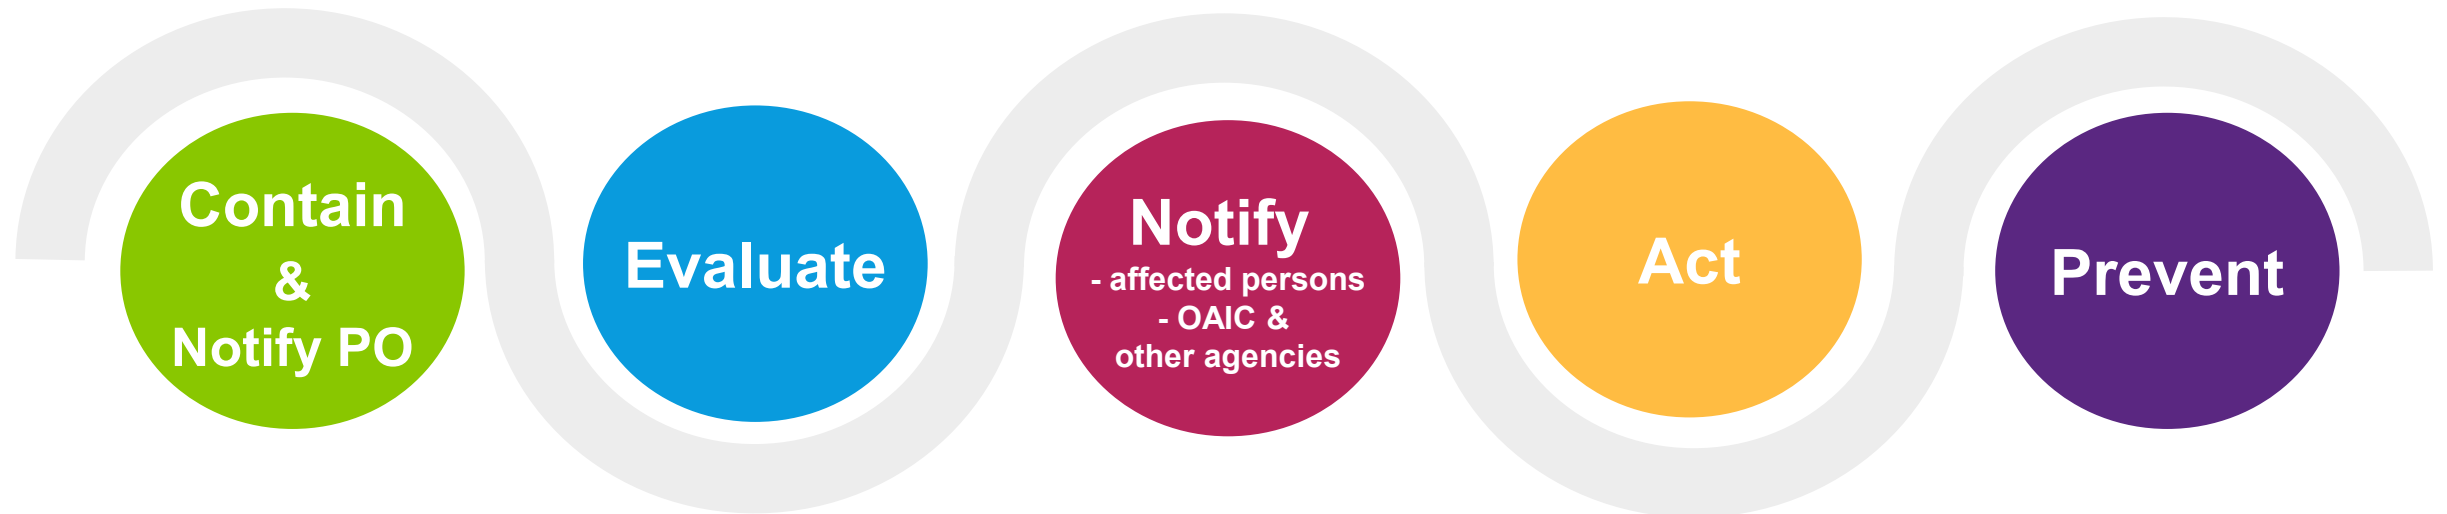 Contain
&
Notify PO
Evaluate
Notify
- affected persons
- OAIC &
other agencies
Act
Prevent